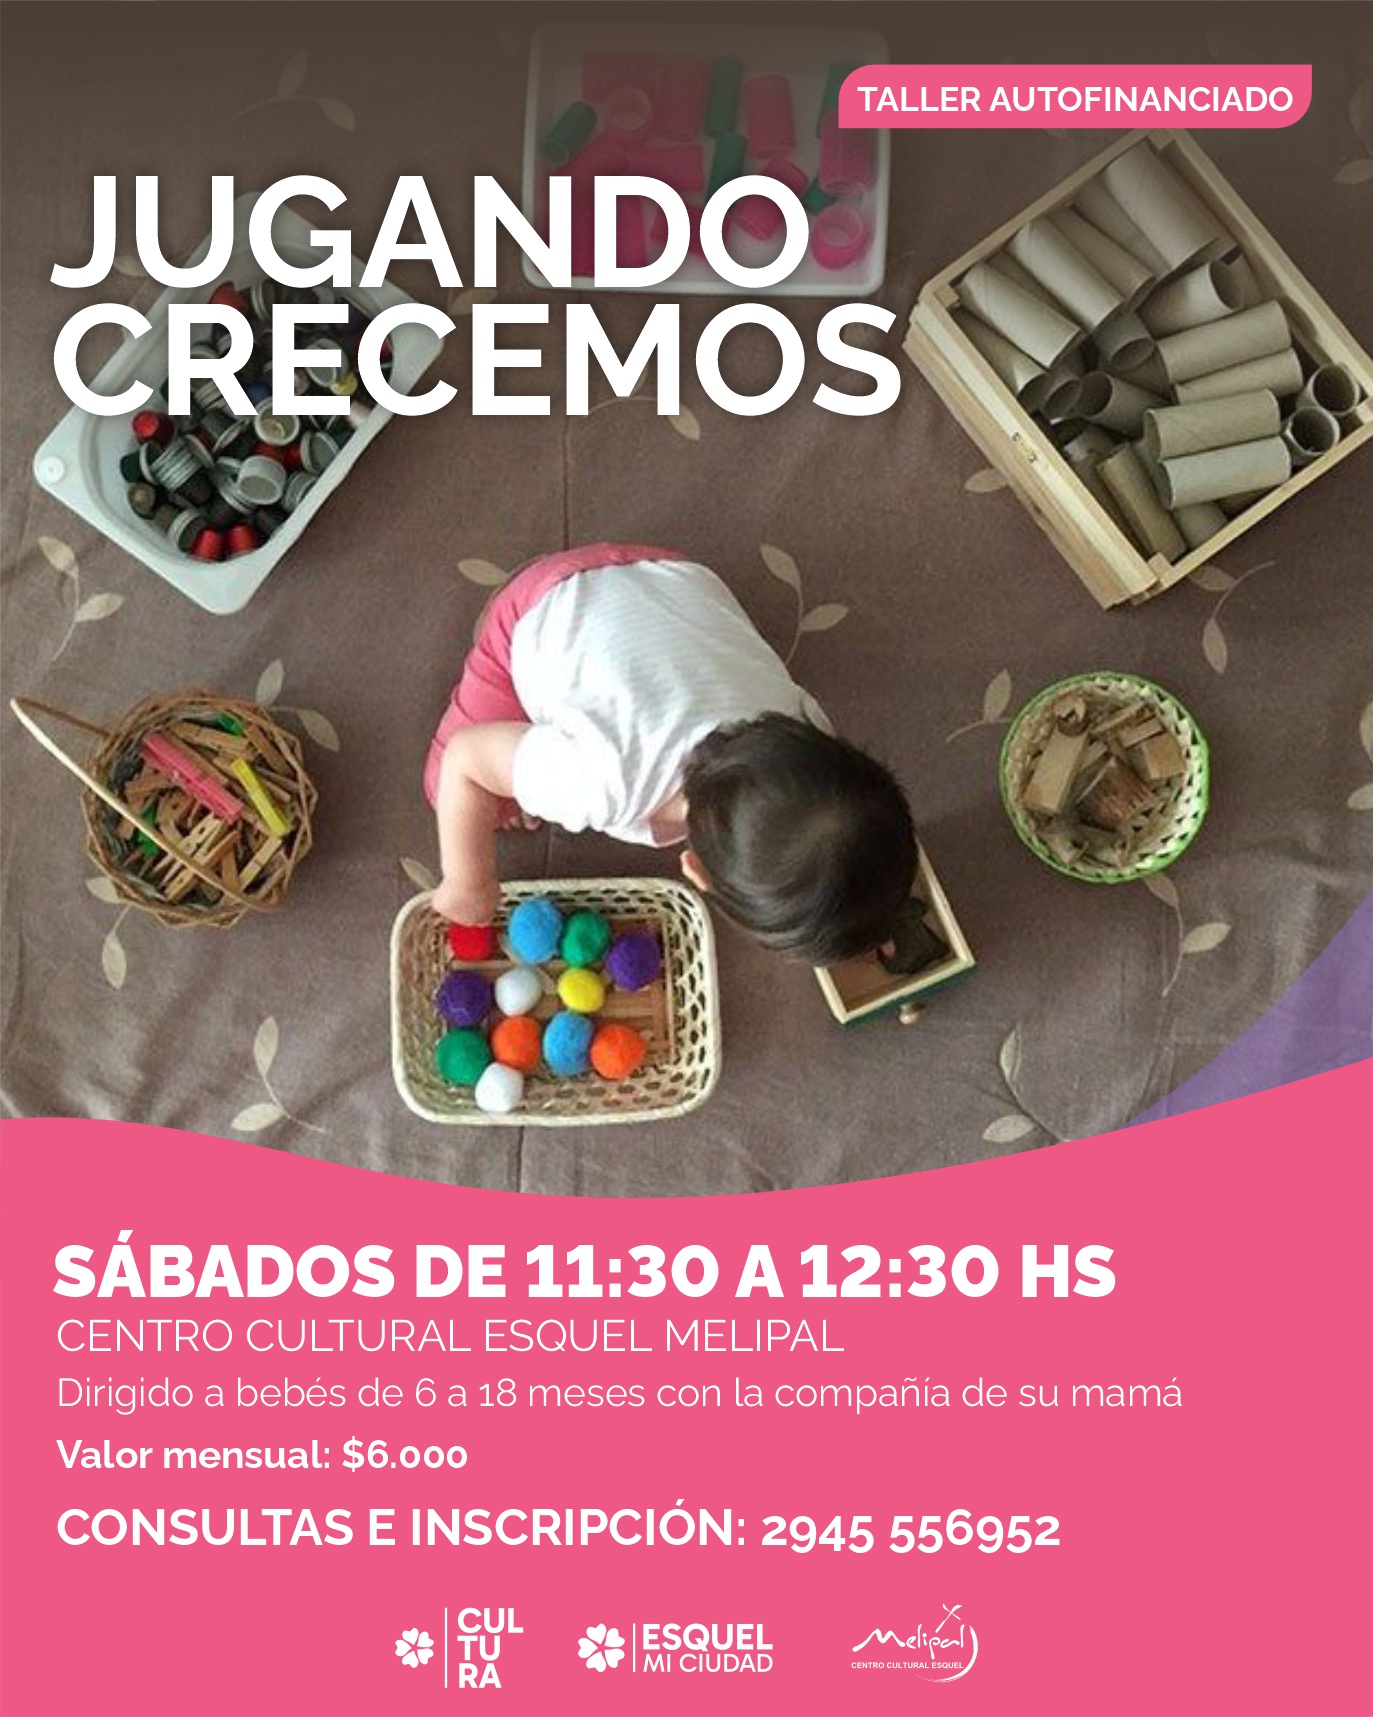 TALLER AUTOFINANCIADO
JUGANDO
CRECEMOS
SÁBADOS DE 11:30 A 12:30 HS
CENTRO CULTURAL ESQUEL MELIPAL
Dirigido a bebés de 6 a 18 meses con la compañía de su mamá
Valor mensual: $6.000
CONSULTAS E INSCRIPCIÓN: 2945 556952
CUL
TU
RA
ESQUEL
MI CIUDAD
Melipal
CENTRO CULTURAL ESQUEL